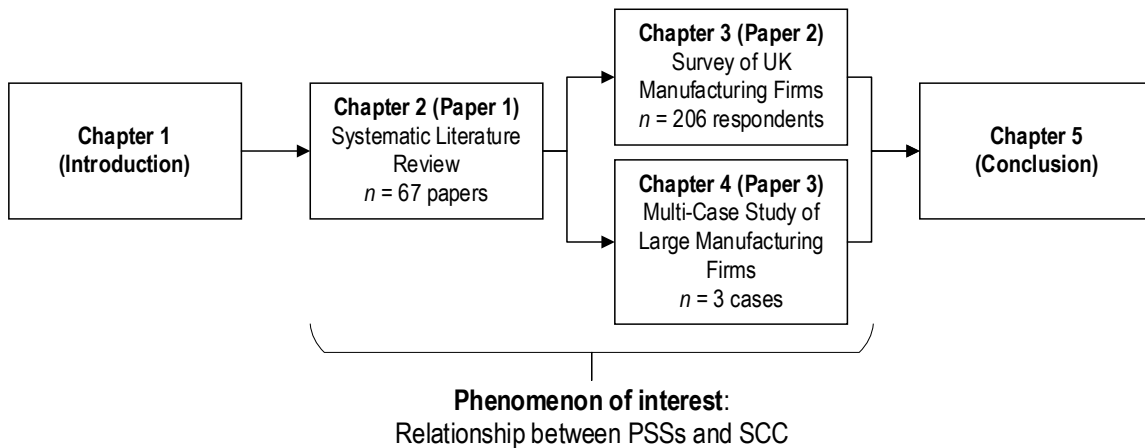 Chapter 1
(Introduction)
Chapter 2 (Paper 1)
Systematic Literature
Review
n = 67 papers
Chapter 3 (Paper 2)
Survey of UK
Manufacturing Firms
n = 206 respondents
Chapter 4 (Paper 3)
Multi-Case Study of
Large Manufacturing
Firms
n = 3 cases
Chapter 5
(Conclusion)
Phenomenon of interest:
Relationship between PSSs and SCC